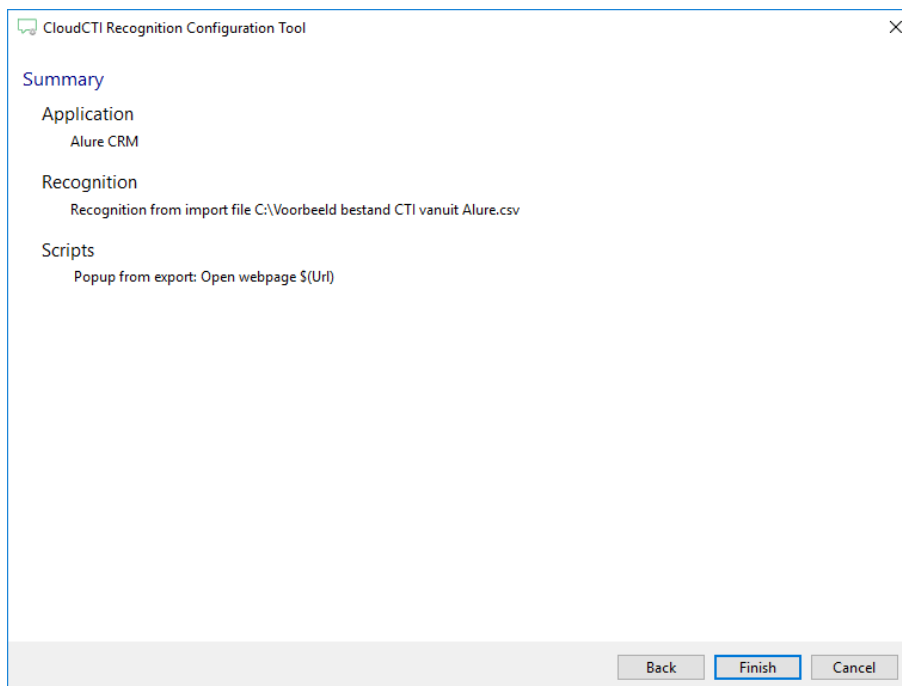 CloudCTI Recognition Configuration Tool
Summary
Application
Alure CRM
Recognition
Recognition from import file C:\Voorbeeld bestand CTI vanuit Alure.csv
Scripts
Popup from export: Open webpage $(Url)
Back Finish Cancel